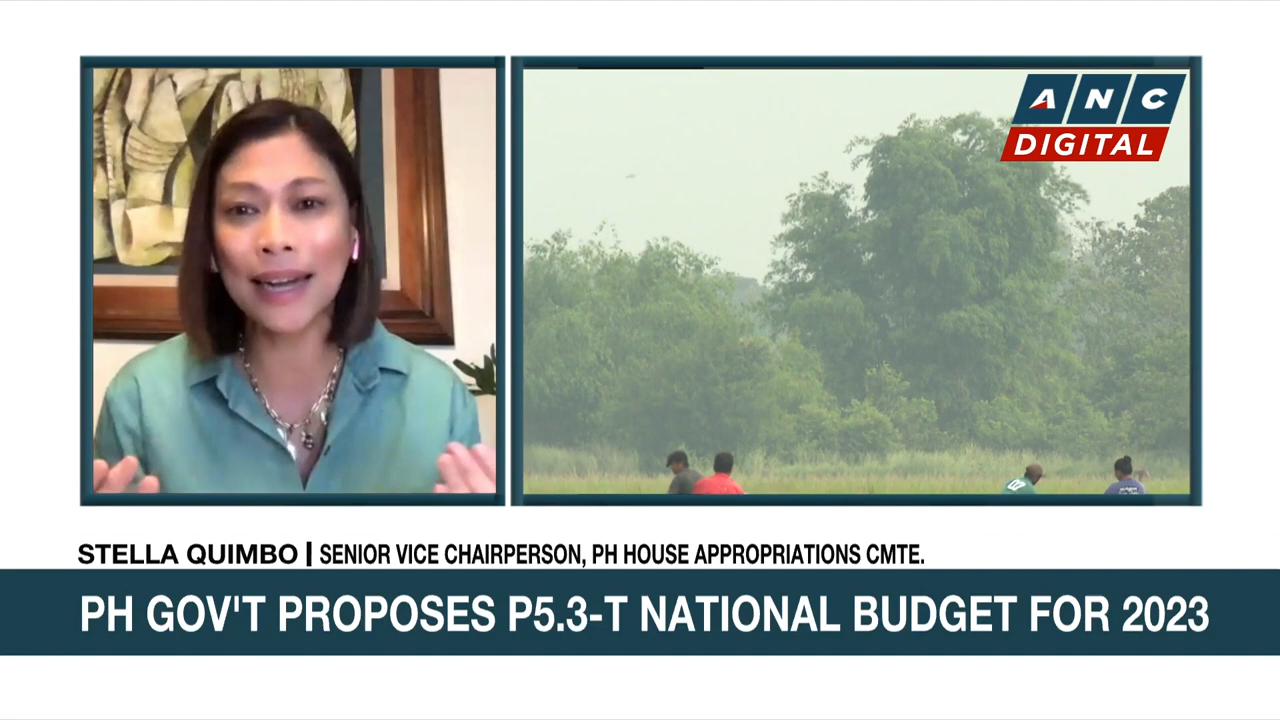 ANC
DIGITAL
07
STELLA QUIMBO | SENIOR VICE CHAIRPERSON, PH HOUSE APPROPRIATIONS CMTE.
PH GOV'T PROPOSES P5.3-T NATIONAL BUDGET FOR 2023